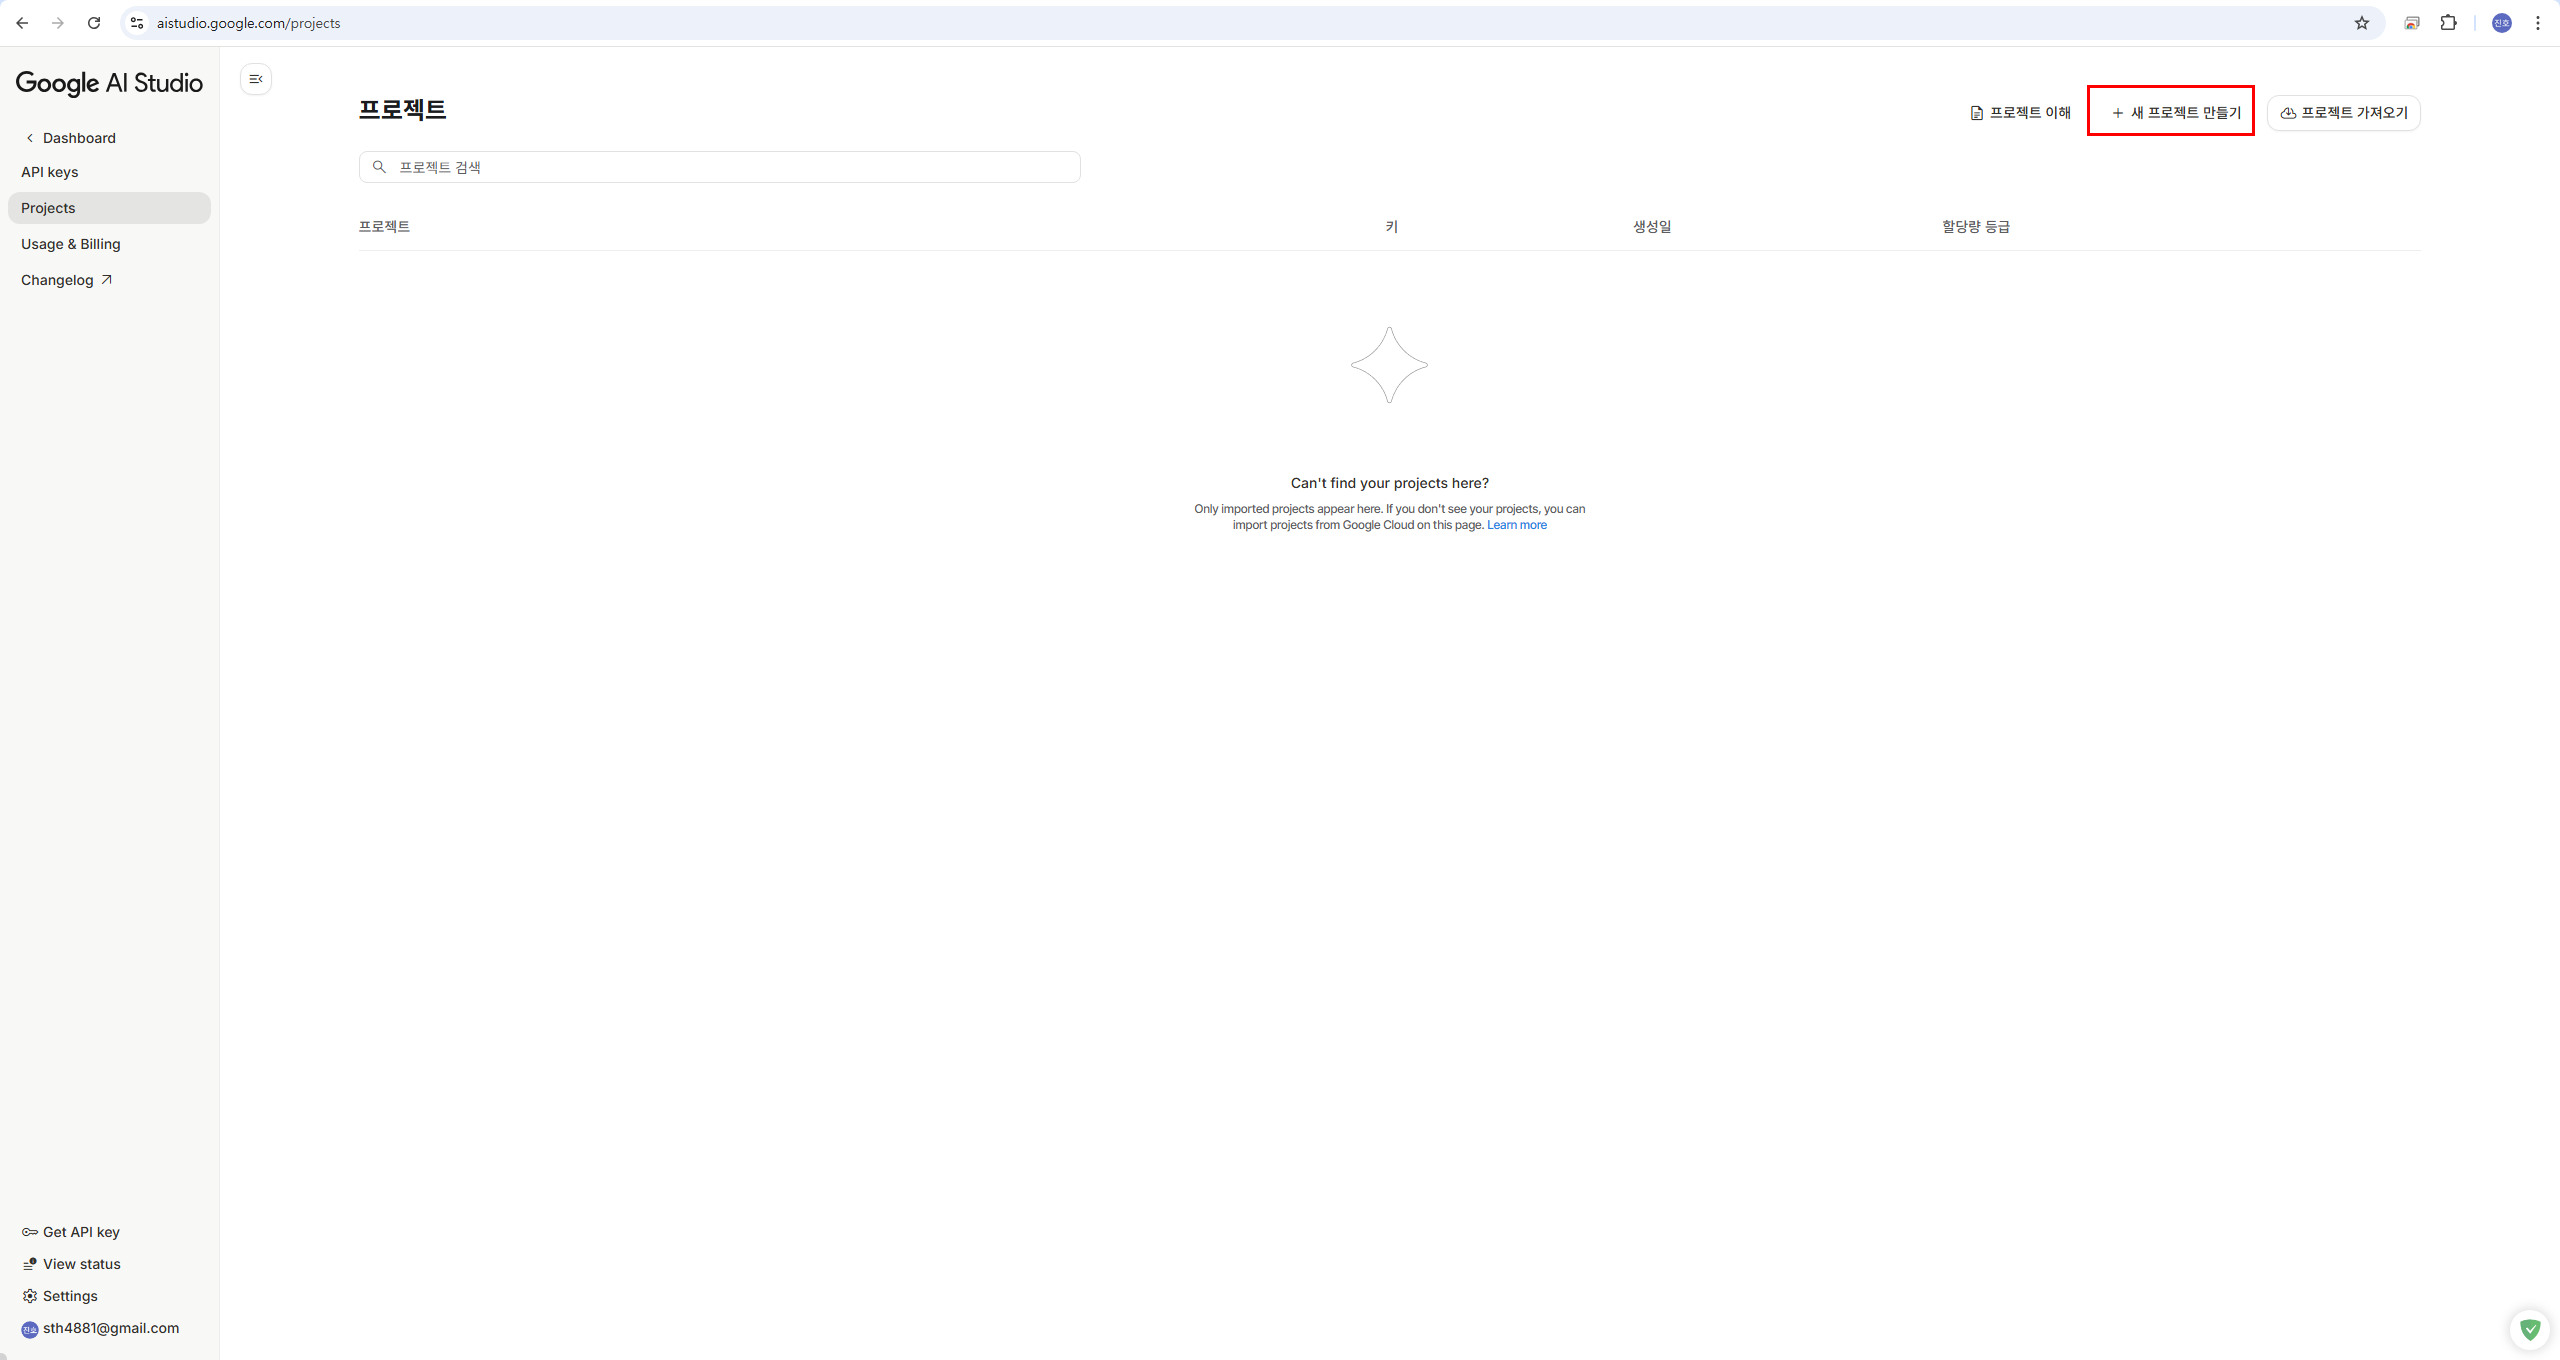 aistudio.google.com/projects
진호
Google AI Studio
Dashboard
API keys
Projects
Usage & Billing
Changelog
프로젝트
프로젝트 이해
새 프로젝트 만들기
프로젝트 가져오기
프로젝트 검색
프로젝트 키 생성일 할당량 등급
Can't find your projects here?
Only imported projects appear here. If you don't see your projects, you can
import projects from Google Cloud on this page. Learn more
Get API key
View status
Settings
진호 sth4881@gmail.com